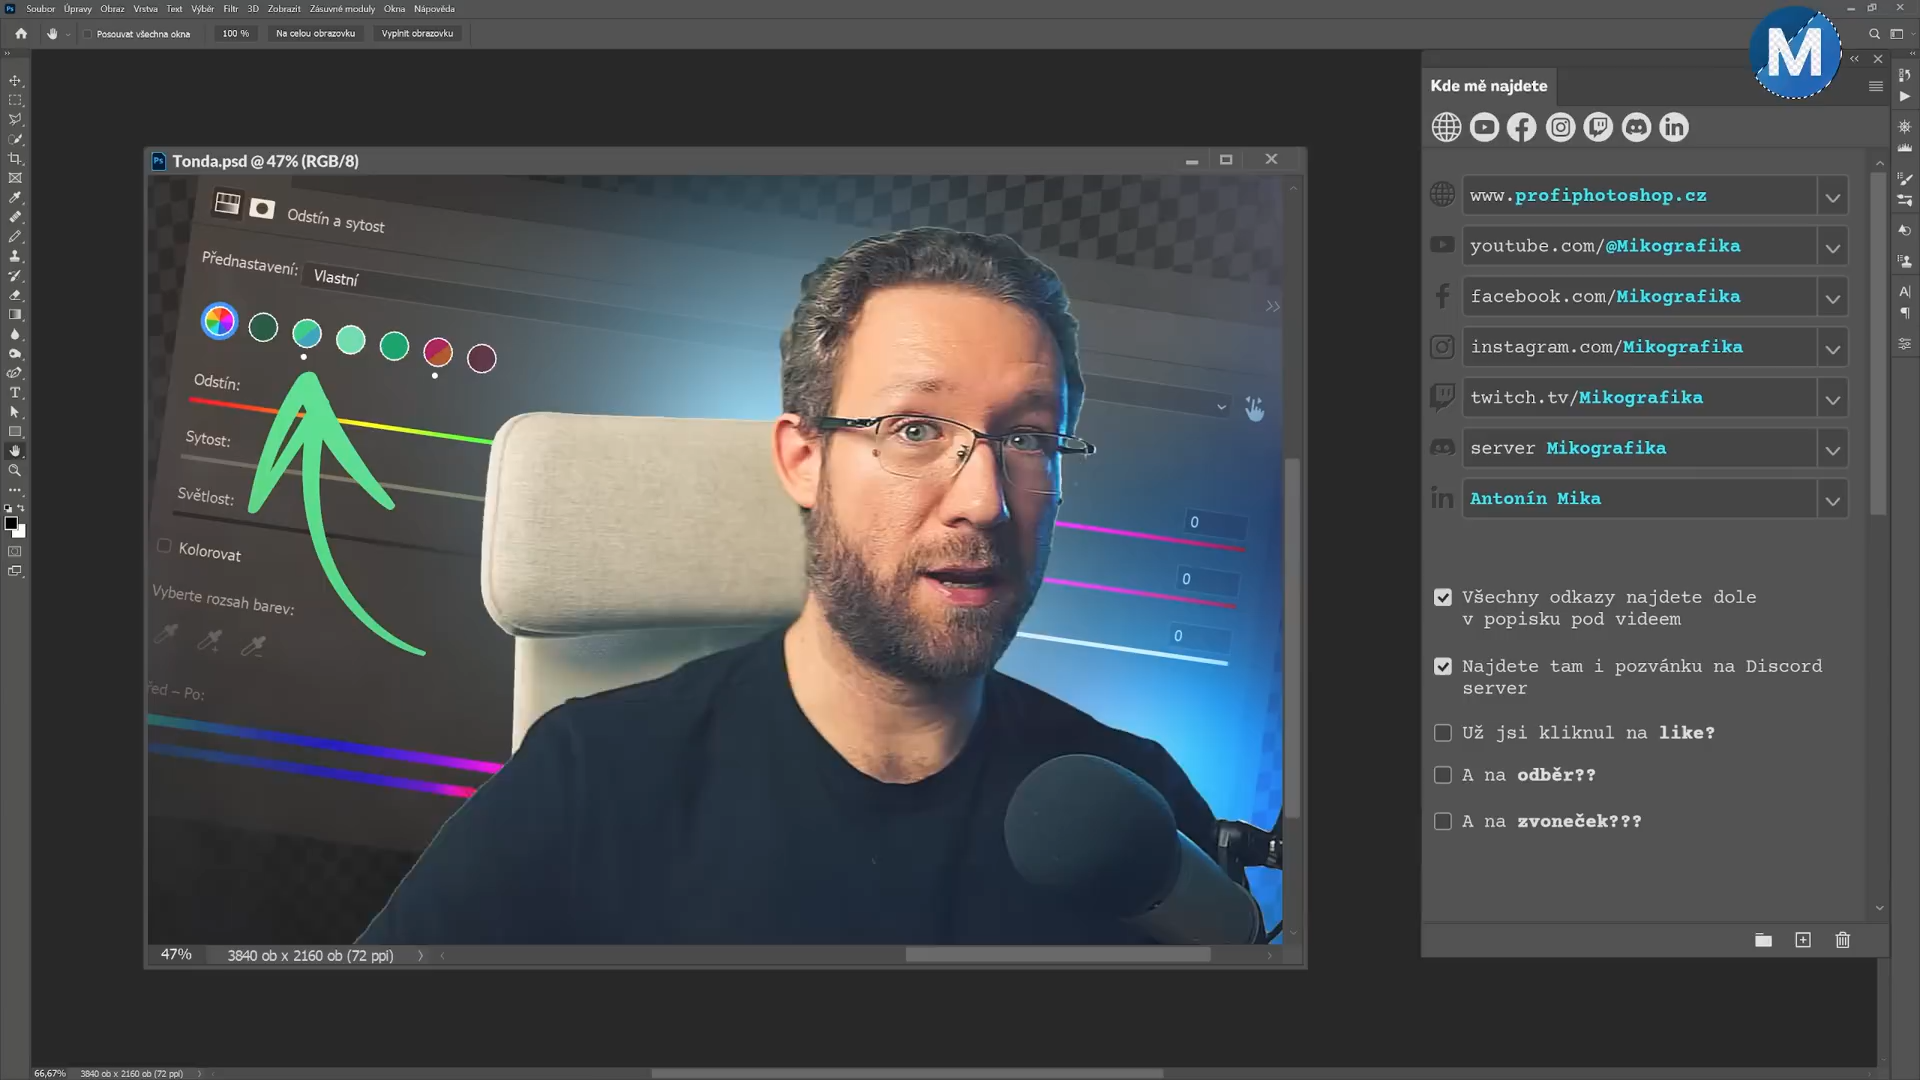 Soubor Úpravy Obraz Vrstva Text Výběr Filtr 3D Zobrazit Zásuvné moduly Okna Nápověda
Posouvat všechna okna 100 % Na celou obrazovku Vyplnit obrazovku
M
Kde mě najdete
Tonda.psd @ 47% (RGB/8)
Odstín a sytost
Přednastavení: Vlastní
Odstín:
Sytost:
Světlost:
Kolorovat
Vyberte rozsah barev:
řed – Po:
0
0
0
47% 3840 ob x 2160 ob (72 ppi)
www.profiphotoshop.cz
youtube.com/@Mikografika
facebook.com/Mikografika
instagram.com/Mikografika
twitch.tv/Mikografika
server Mikografika
Antonín Mika
Všechny odkazy najdete dole
v popisku pod videem
Najdete tam i pozvánku na Discord
server
Už jsi kliknul na like?
A na odběr??
A na zvoneček???
66,67% 3840 ob x 2160 ob (72 ppi)